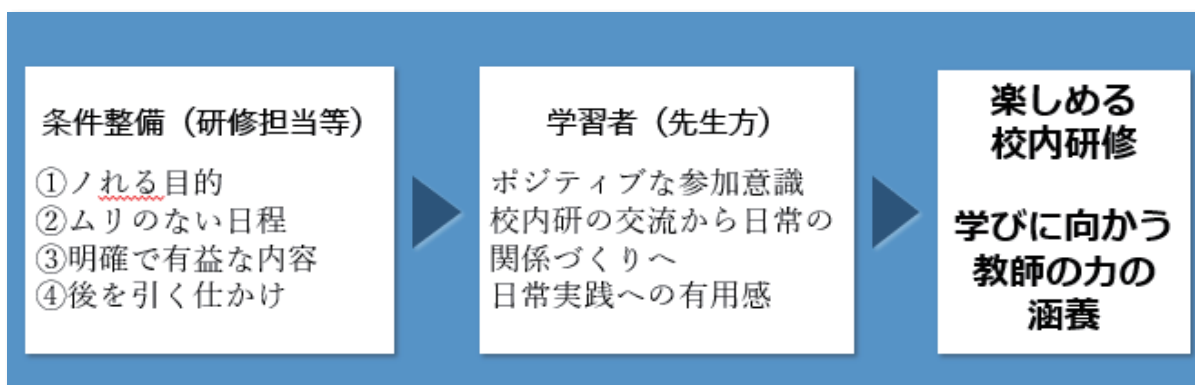 条件整備（研修担当等）
①ノれる目的
②ムリのない日程
③明確で有益な内容
④後を引く仕かけ
学習者（先生方）
ポジティブな参加意識
校内研の交流から日常の
関係づくりへ
日常実践への有用感
楽しめる
校内研修
学びに向かう
教師の力の
涵養